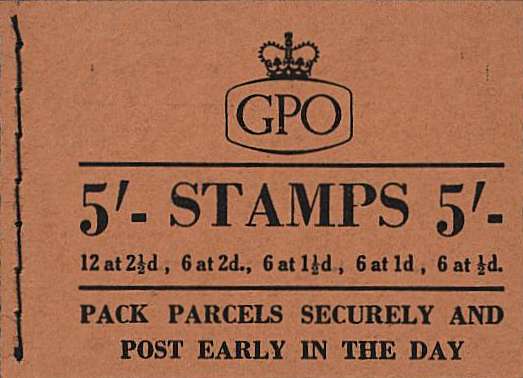 GPO
5/- STAMPS 5/-
12 at 2½d, 6 at 2d., 6 at 1½d, 6 at 1d, 6 at ½d.
PACK PARCELS SECURELY AND
POST EARLY IN THE DAY